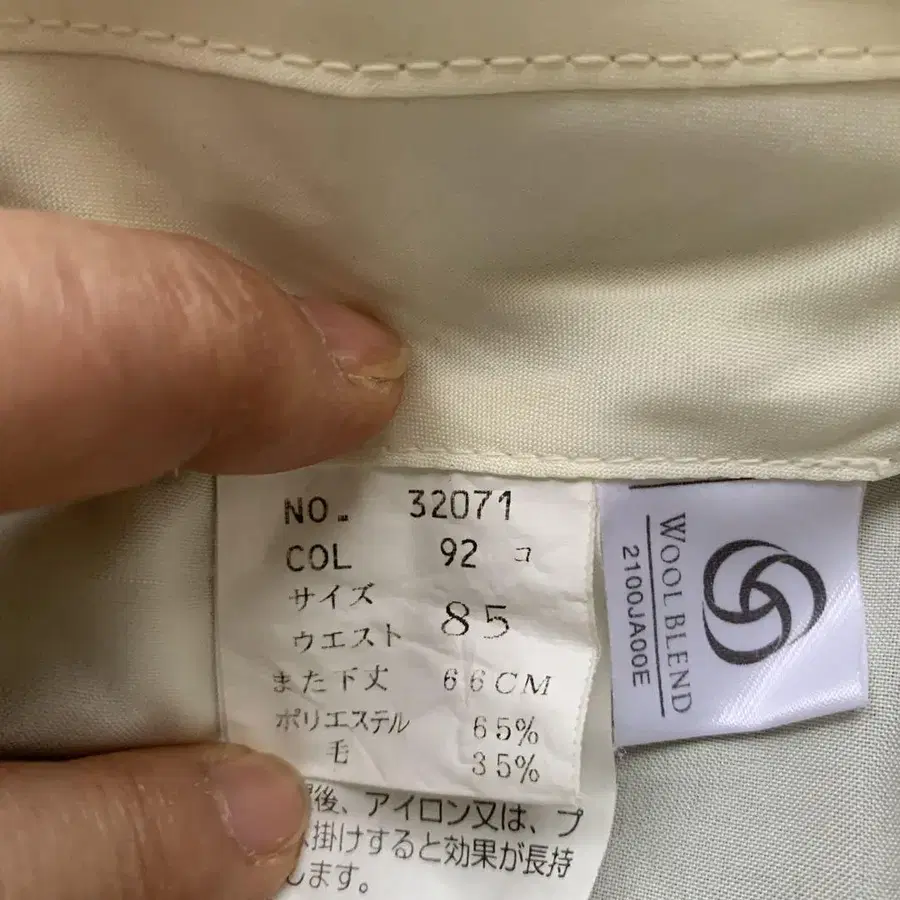 NO. 32071
COL 92 コ
サイズ
ウエスト 85
また下丈 66CM
ポリエステル 65%
毛 35%
後、アイロン又は、プ
掛けすると効果が長持
します。
WOOL BLEND
2100JA00E